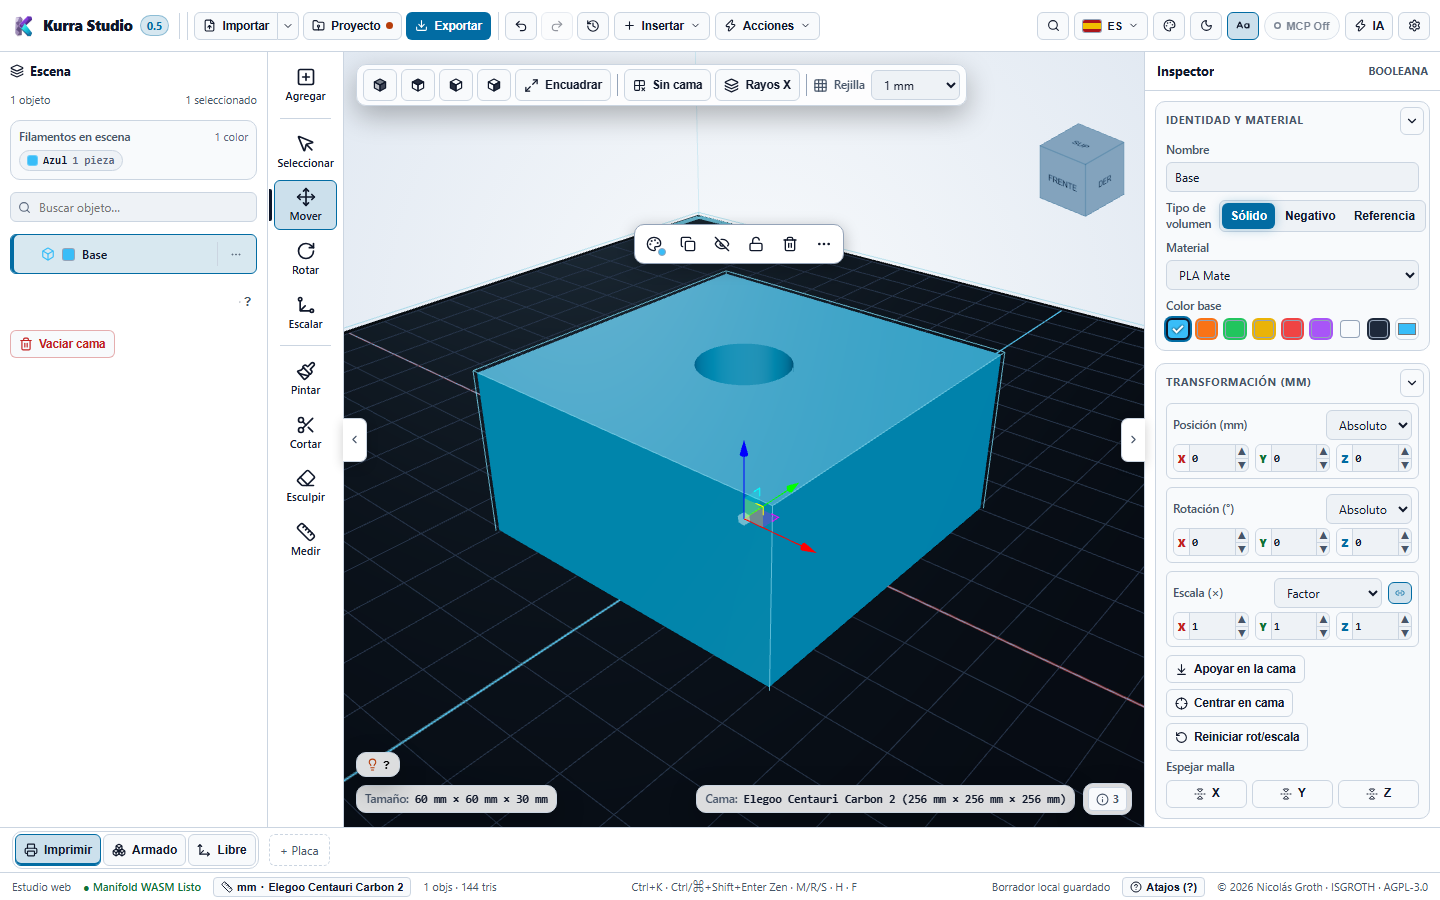 Kurra Studio 0.5
Importar
Proyecto
Exportar
Insertar
Acciones
ES
Aa
MCP Off
IA
Escena
1 objeto
1 seleccionado
Filamentos en escena
1 color
Azul 1 pieza
Buscar objeto...
Base
?
Vaciar cama
Agregar
Seleccionar
Mover
Rotar
Escalar
Pintar
Cortar
Esculpir
Medir
Encuadrar
Sin cama
Rayos X
Rejilla
1 mm
SUP
FRENTE
DER
?
Tamaño: 60 mm × 60 mm × 30 mm
Cama: Elegoo Centauri Carbon 2 (256 mm × 256 mm × 256 mm)
3
Inspector
BOOLEANA
IDENTIDAD Y MATERIAL
Nombre
Base
Tipo de volumen
Sólido
Negativo
Referencia
Material
PLA Mate
Color base
TRANSFORMACIÓN (MM)
Posición (mm)
Absoluto
X 0
Y 0
Z 0
Rotación (°)
Absoluto
X 0
Y 0
Z 0
Escala (×)
Factor
X 1
Y 1
Z 1
Apoyar en la cama
Centrar en cama
Reiniciar rot/escala
Espejar malla
X
Y
Z
Imprimir
Armado
Libre
+ Placa
Estudio web
● Manifold WASM Listo
mm · Elegoo Centauri Carbon 2
1 objs · 144 tris
Ctrl+K · Ctrl/⌘+Shift+Enter Zen · M/R/S · H · F
Borrador local guardado
Atajos (?)
© 2026 Nicolás Groth · ISGROTH · AGPL-3.0